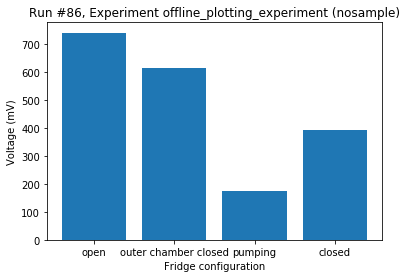 Run #86, Experiment offline_plotting_experiment (nosample)
700
600
500
400
300
200
100
0
Voltage (mV)
open outer chamber closed pumping closed
Fridge configuration